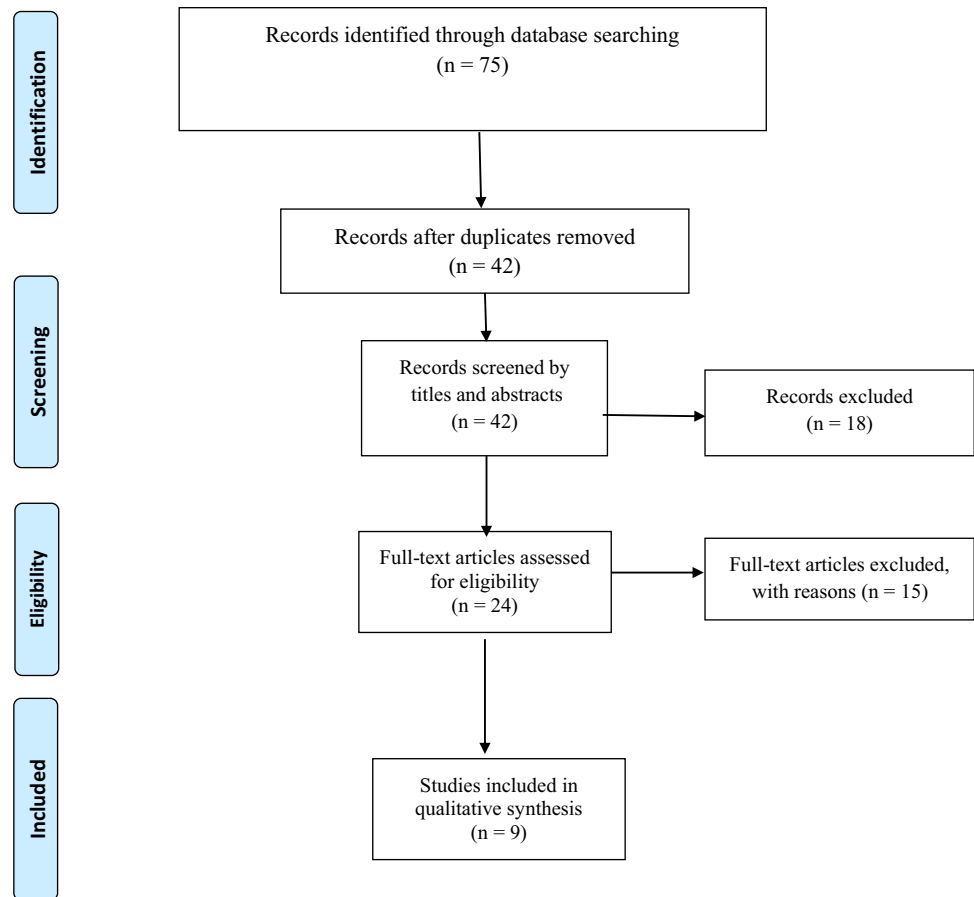 Identification
Records identified through database searching
(n = 75)
Records after duplicates removed
(n = 42)
Screening
Records screened by
titles and abstracts
(n = 42)
Records excluded
(n = 18)
Eligibility
Full-text articles assessed
for eligibility
(n = 24)
Full-text articles excluded,
with reasons (n = 15)
Included
Studies included in
qualitative synthesis
(n = 9)